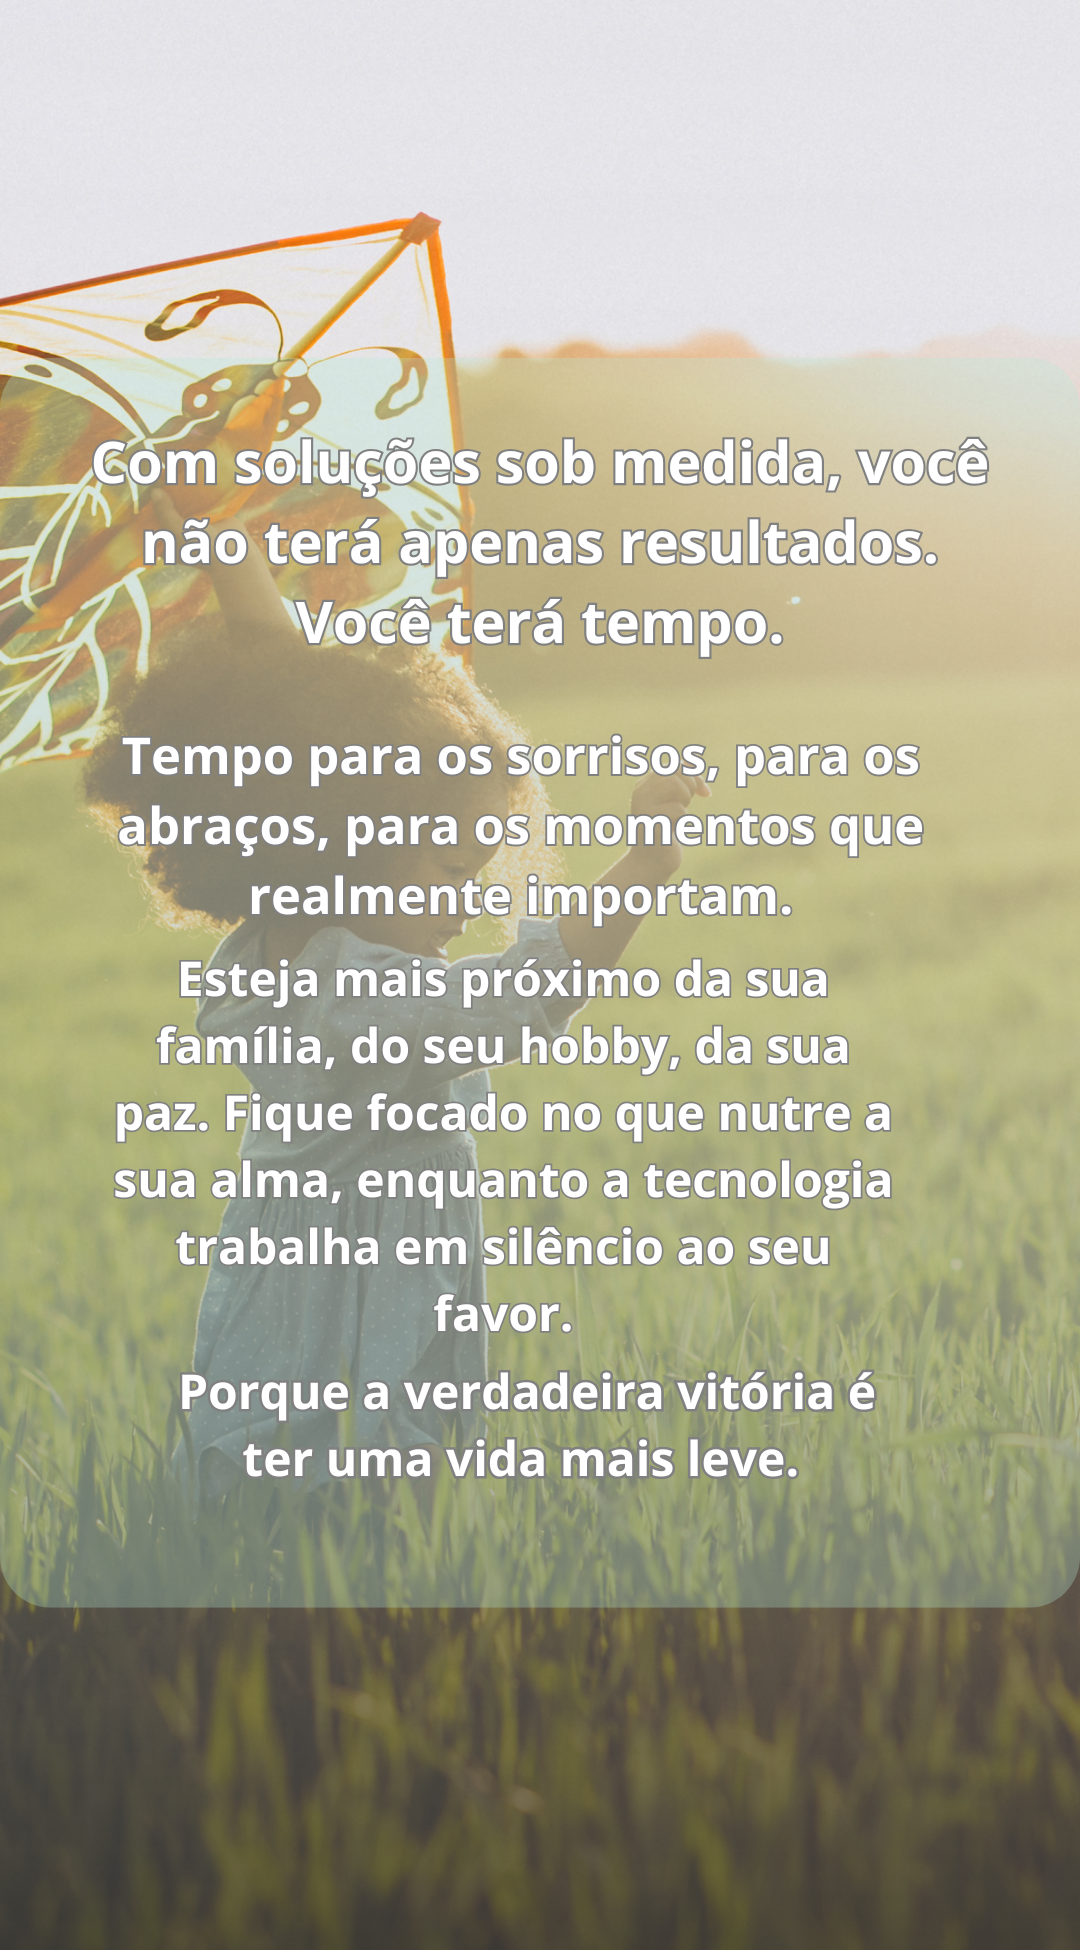 Com soluções sob medida, você
não terá apenas resultados.
Você terá tempo.
Tempo para os sorrisos, para os
abraços, para os momentos que
realmente importam.
Esteja mais próximo da sua
família, do seu hobby, da sua
paz. Fique focado no que nutre a
sua alma, enquanto a tecnologia
trabalha em silêncio ao seu
favor.
Porque a verdadeira vitória é
ter uma vida mais leve.